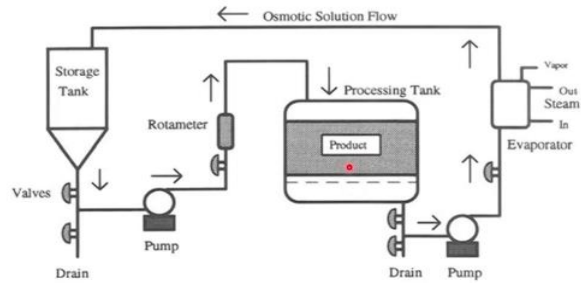 Osmotic Solution Flow
Storage
Tank
Vapor
Processing Tank
Out
Steam
In
Rotameter
Product
Evaporator
Valves
Pump
Drain
Drain
Pump